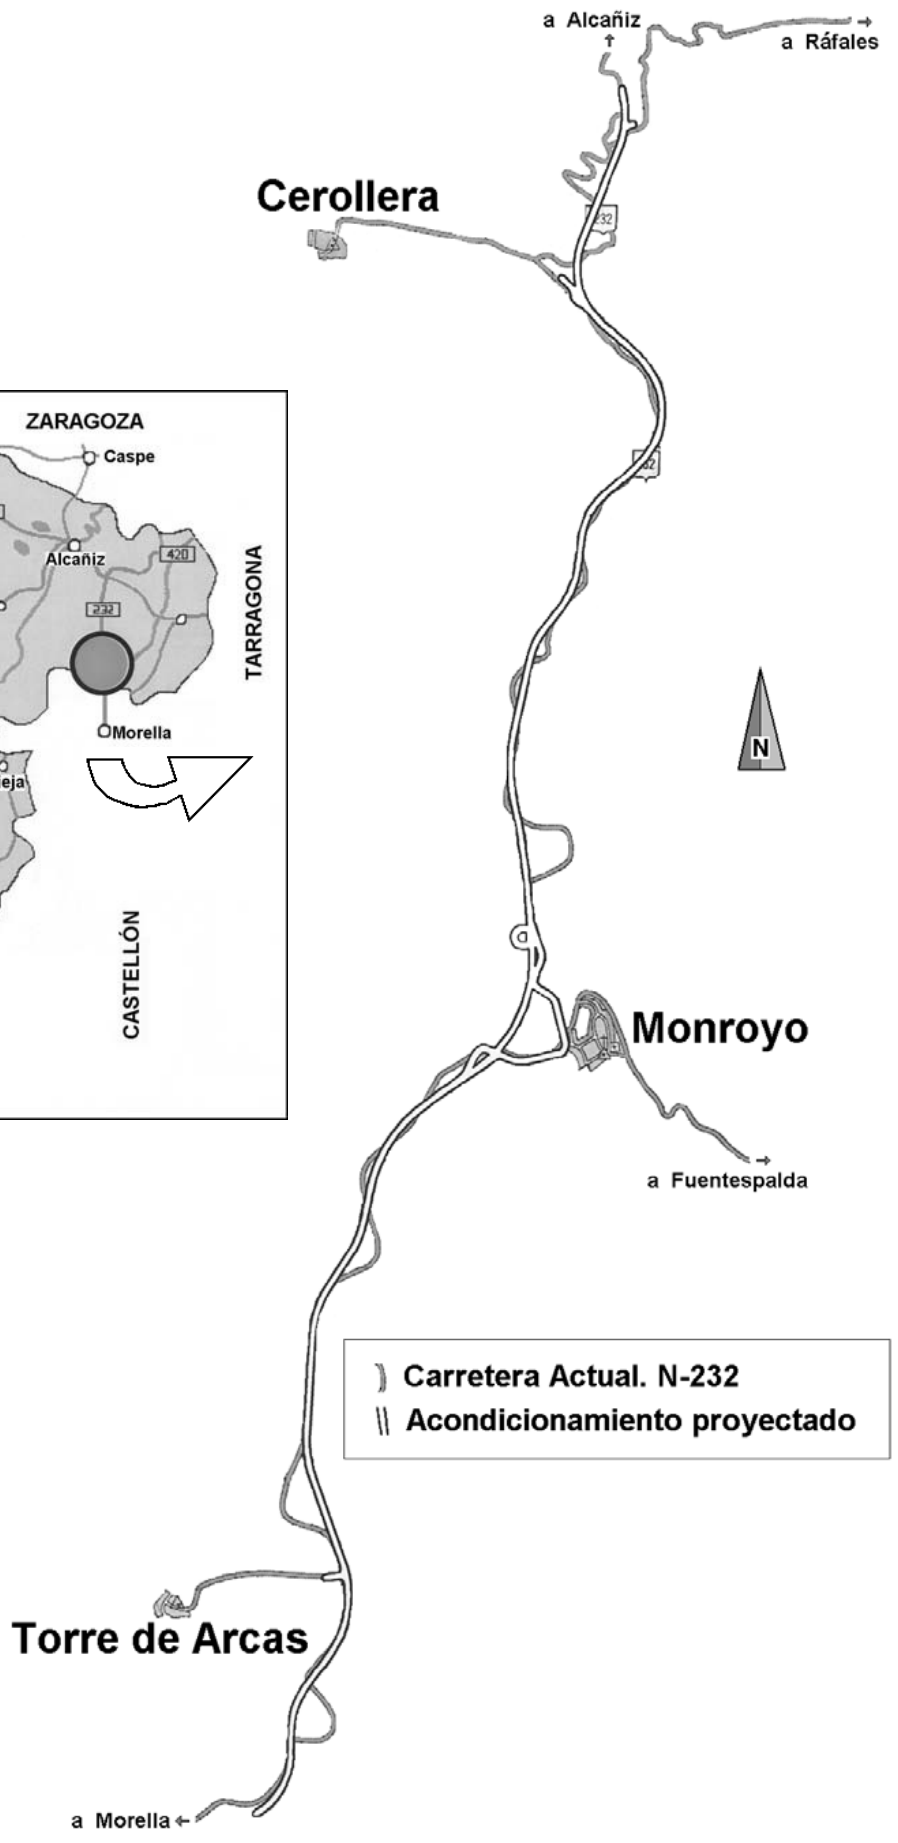 a Alcañiz
a Ráfales
Cerollera
232
ZARAGOZA
Caspe
Alcañiz
420
232
TARRAGONA
Morella
eja
CASTELLÓN
N
Monroyo
a Fuentespalda
Carretera Actual. N-232
Acondicionamiento proyectado
Torre de Arcas
a Morella